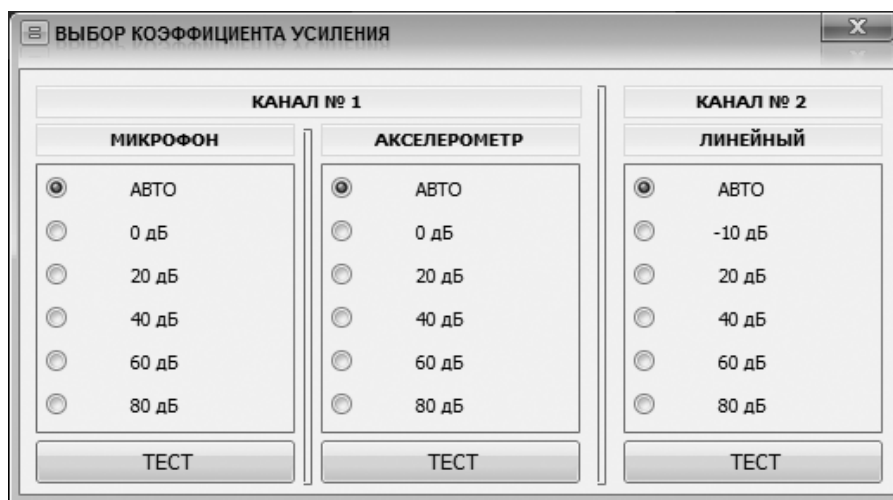 ВЫБОР КОЭФФИЦИЕНТА УСИЛЕНИЯ
КАНАЛ № 1
МИКРОФОН
АВТО
0 дБ
20 дБ
40 дБ
60 дБ
80 дБ
ТЕСТ
АКСЕЛЕРОМЕТР
АВТО
0 дБ
20 дБ
40 дБ
60 дБ
80 дБ
ТЕСТ
КАНАЛ № 2
ЛИНЕЙНЫЙ
АВТО
-10 дБ
20 дБ
40 дБ
60 дБ
80 дБ
ТЕСТ